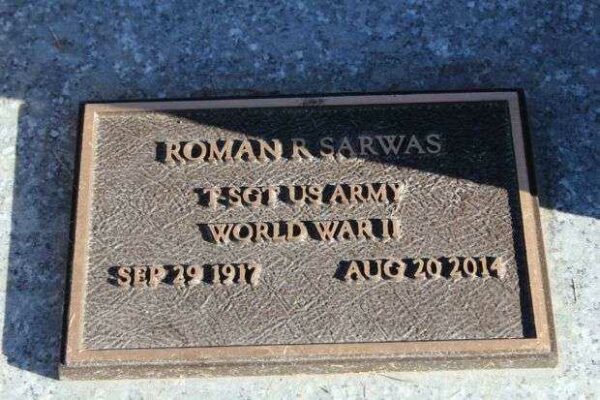 ROMAN R SARWAS
T SGT US ARMY
WORLD WAR II
SEP 29 1917 AUG 20 2014